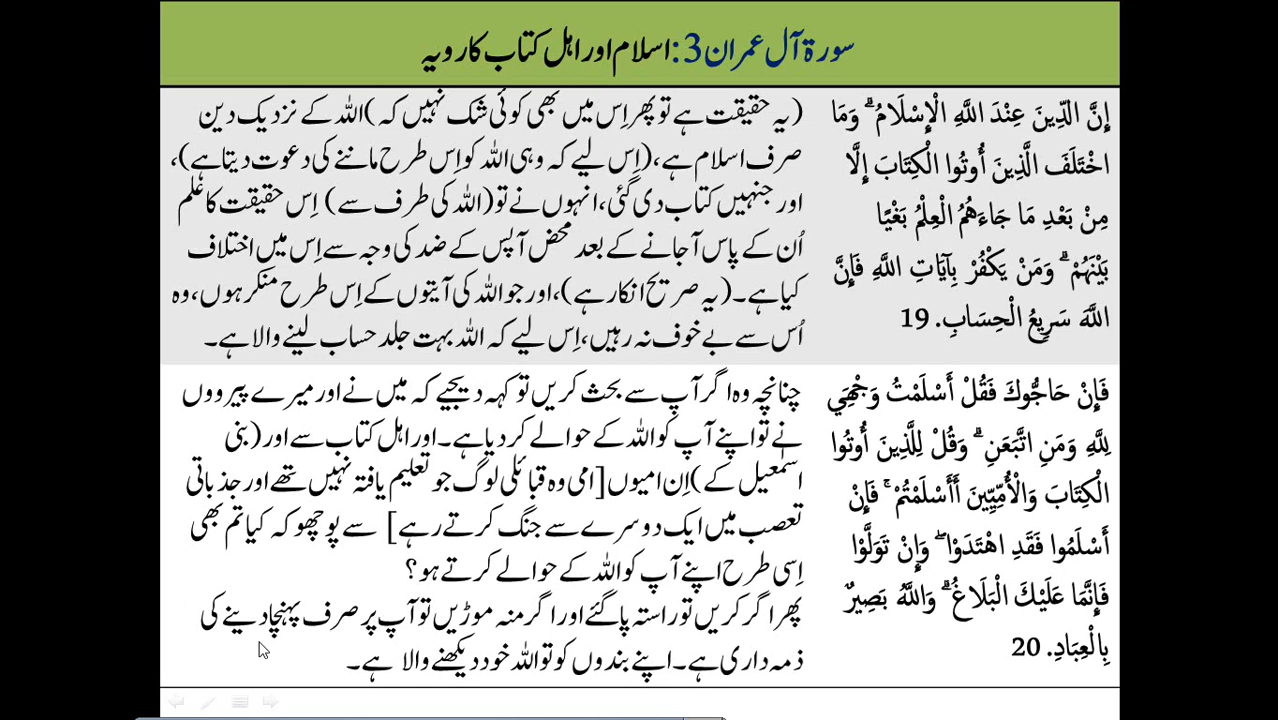 سورۃ آل عمران 3: اسلام اور اہل کتاب کا رویہ
إِنَّ الدِّينَ عِنْدَ اللَّهِ الْإِسْلَامُ ۗ وَمَا
اخْتَلَفَ الَّذِينَ أُوتُوا الْكِتَابَ إِلَّا
مِنْ بَعْدِ مَا جَاءَهُمُ الْعِلْمُ بَغْيًا
بَيْنَهُمْ ۗ وَمَنْ يَكْفُرْ بِآيَاتِ اللَّهِ فَإِنَّ
اللَّهَ سَرِيعُ الْحِسَابِ. 19
(یہ حقیقت ہے تو پھر اِس میں بھی کوئی شک نہیں کہ) اللہ کے نزدیک دین
صرف اسلام ہے، (اِس لیے کہ وہی اللہ کو اِس طرح ماننے کی دعوت دیتا ہے)،
اور جنہیں کتاب دی گئی، انہوں نے تو (اللہ کی طرف سے) اِس حقیقت کا علم
اُن کے پاس آجانے کے بعد محض آپس کے ضد کی وجہ سے اِس میں اختلاف
کیا ہے۔ (یہ صریح انکار ہے)، اور جو اللہ کی آیتوں کے اِس طرح منکر ہوں، وہ
اُس سے بے خوف نہ رہیں، اِس لیے کہ اللہ بہت جلد حساب لینے والا ہے۔
فَإِنْ حَاجُّوكَ فَقُلْ أَسْلَمْتُ وَجْهِيَ
لِلَّهِ وَمَنِ اتَّبَعَنِ ۗ وَقُلْ لِلَّذِينَ أُوتُوا
الْكِتَابَ وَالْأُمِّيِّينَ أَأَسْلَمْتُمْ ۚ فَإِنْ
أَسْلَمُوا فَقَدِ اهْتَدَوْا ۖ وَإِنْ تَوَلَّوْا
فَإِنَّمَا عَلَيْكَ الْبَلَاغُ ۗ وَاللَّهُ بَصِيرٌ
بِالْعِبَادِ. 20
چنانچہ وہ اگر آپ سے بحث کریں تو کہہ دیجیے کہ میں نے اور میرے پیرووں
نے تو اپنے آپ کو اللہ کے حوالے کر دیا ہے۔ اور اہل کتاب سے اور (بنی
اسمٰعیل کے) اِن امیوں [امی وہ قبائلی لوگ جو تعلیم یافتہ نہیں تھے اور جذباتی
تعصب میں ایک دوسرے سے جنگ کرتے رہے] سے پوچھو کہ کیا تم بھی
اِسی طرح اپنے آپ کو اللہ کے حوالے کرتے ہو؟
پھر اگر کریں تو راستہ پا گئے اور اگر منہ موڑیں تو آپ پر صرف پہنچا دینے کی
ذمہ داری ہے۔ اپنے بندوں کو تو اللہ خود دیکھنے والا ہے۔